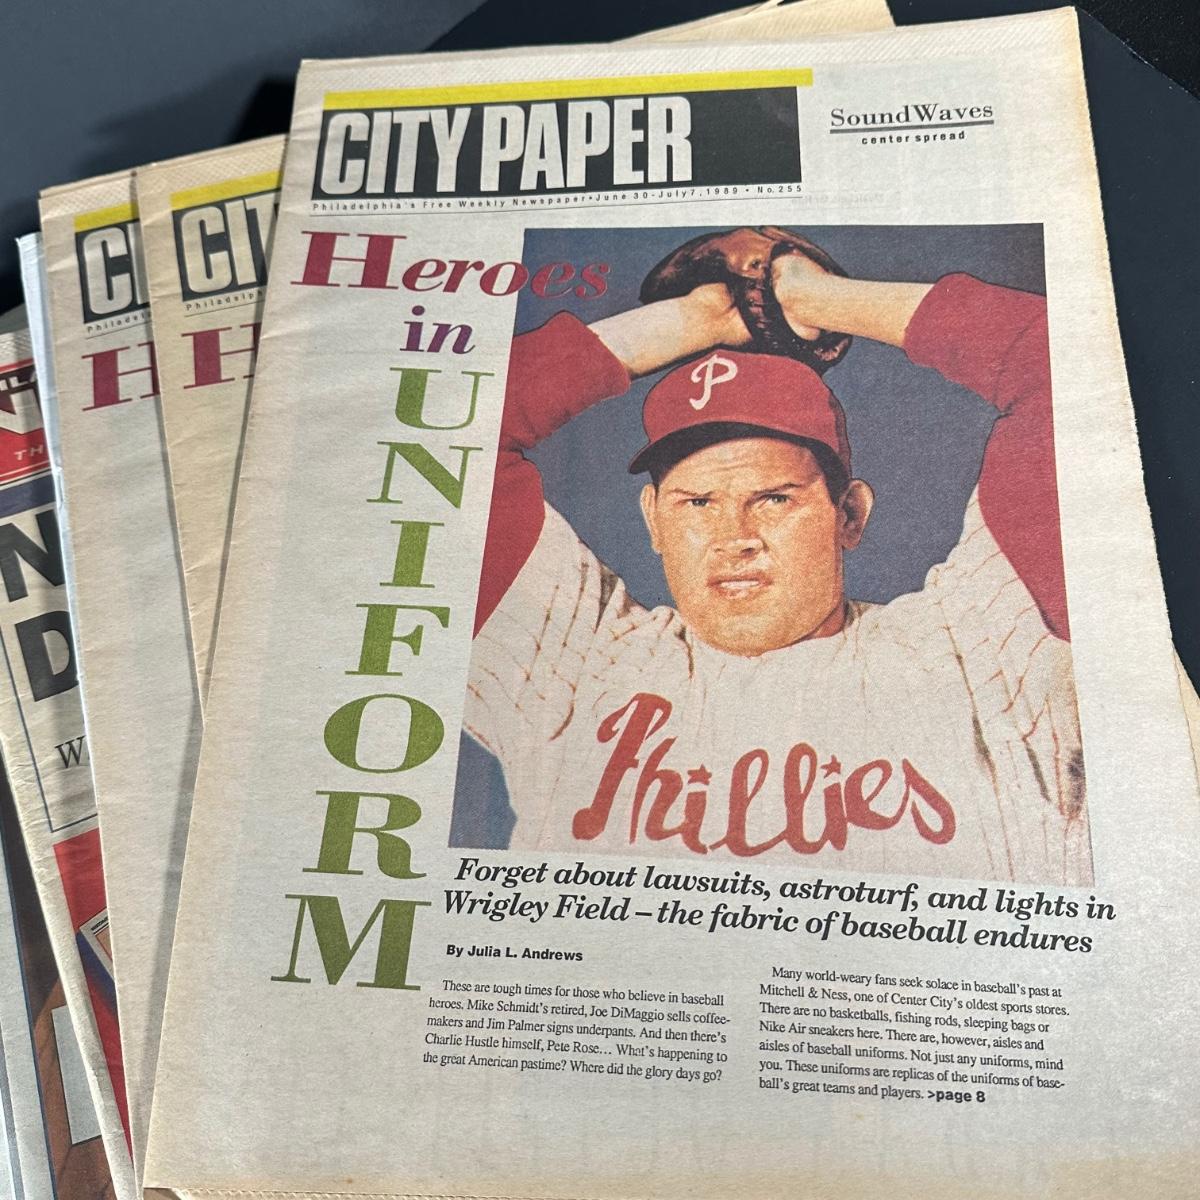 CITY PAPER
Philadelphia's Free Weekly Newspaper • June 30 - July 7, 1989 • No. 255
SoundWaves
center spread
Heroes
in
UNIFORM
P
Phillies
Forget about lawsuits, astroturf, and lights in
Wrigley Field – the fabric of baseball endures
By Julia L. Andrews
These are tough times for those who believe in baseball
heroes. Mike Schmidt's retired, Joe DiMaggio sells coffee-
makers and Jim Palmer signs underpants. And then there's
Charlie Hustle himself, Pete Rose... What's happening to
the great American pastime? Where did the glory days go?
Many world-weary fans seek solace in baseball's past at
Mitchell & Ness, one of Center City's oldest sports stores.
There are no basketballs, fishing rods, sleeping bags or
Nike Air sneakers here. There are, however, aisles and
aisles of baseball uniforms. Not just any uniforms, mind
you. These uniforms are replicas of the uniforms of base-
ball's great teams and players. >page 8
CIT
Philadelph
H
CI
Philadel
H
TH
N
D
W